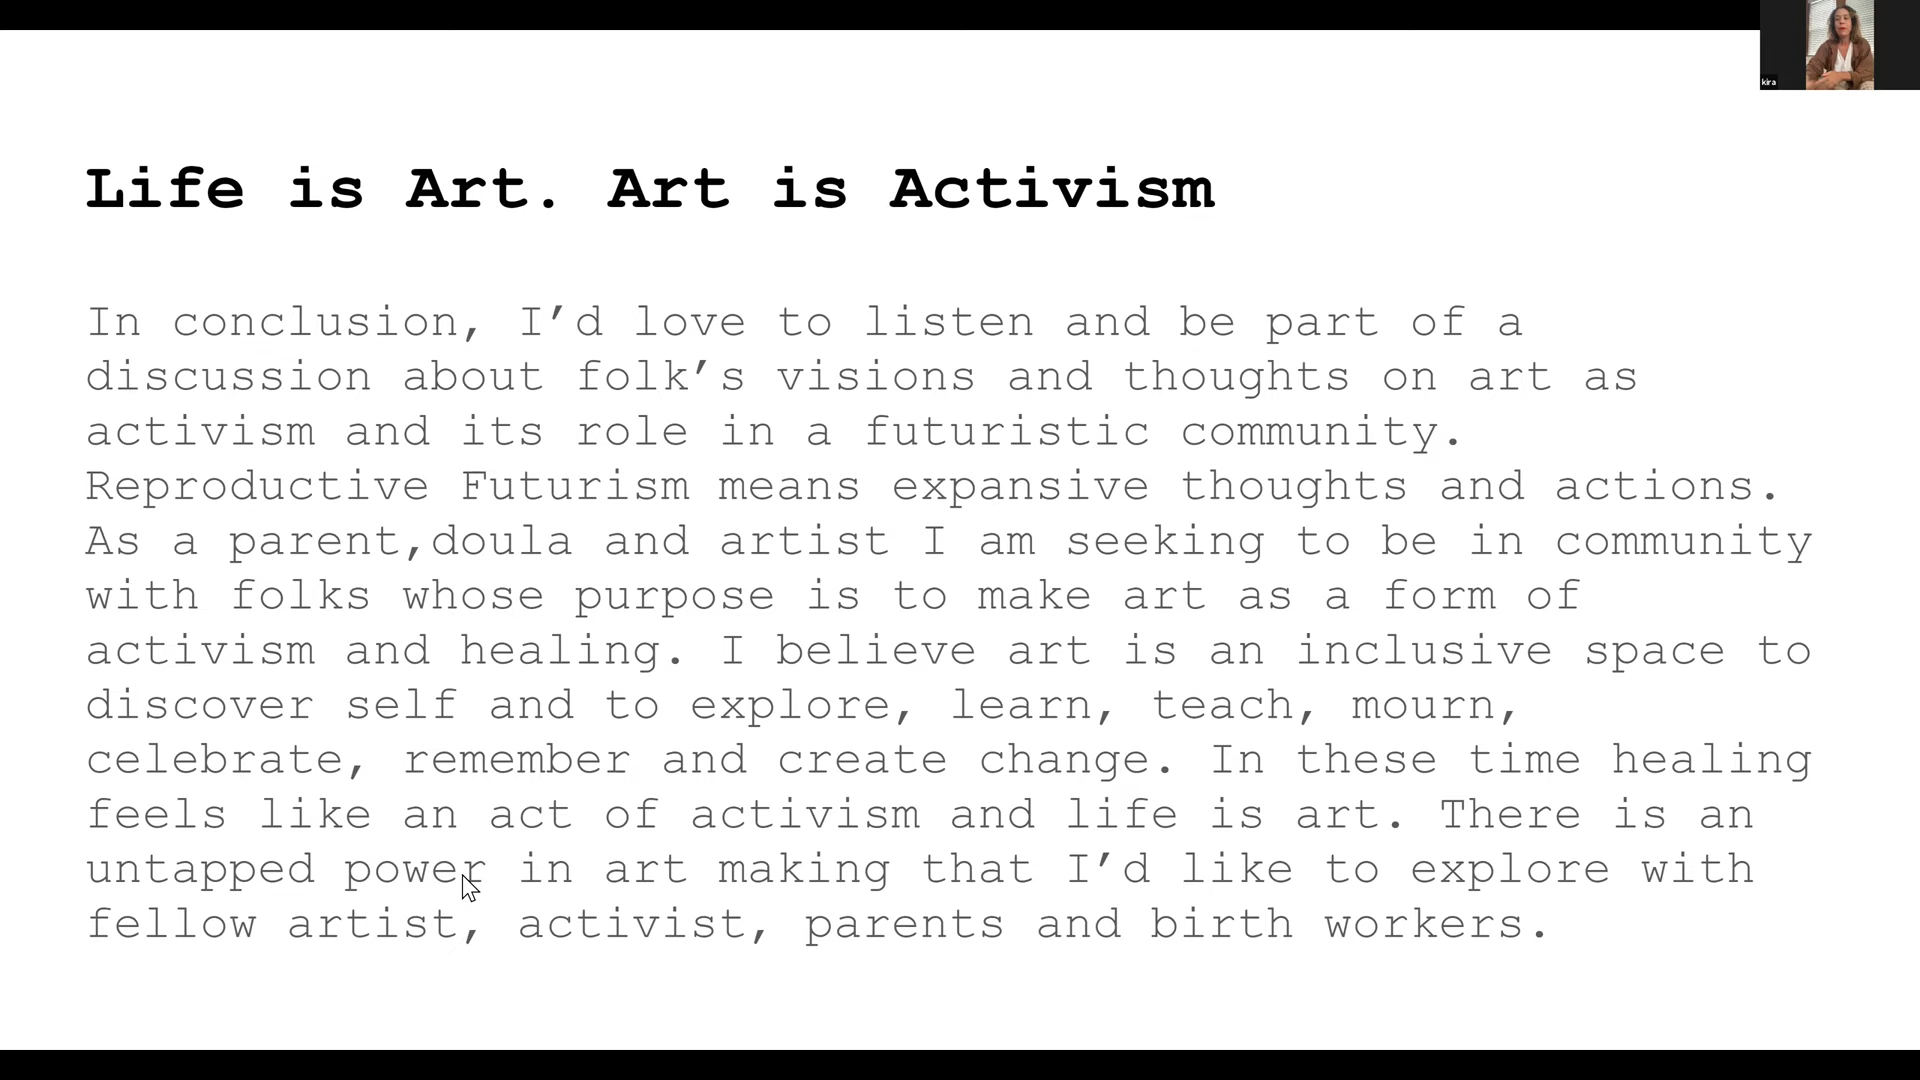 kira
Life is Art. Art is Activism
In conclusion, I’d love to listen and be part of a
discussion about folk’s visions and thoughts on art as
activism and its role in a futuristic community.
Reproductive Futurism means expansive thoughts and actions.
As a parent,doula and artist I am seeking to be in community
with folks whose purpose is to make art as a form of
activism and healing. I believe art is an inclusive space to
discover self and to explore, learn, teach, mourn,
celebrate, remember and create change. In these time healing
feels like an act of activism and life is art. There is an
untapped power in art making that I’d like to explore with
fellow artist, activist, parents and birth workers.